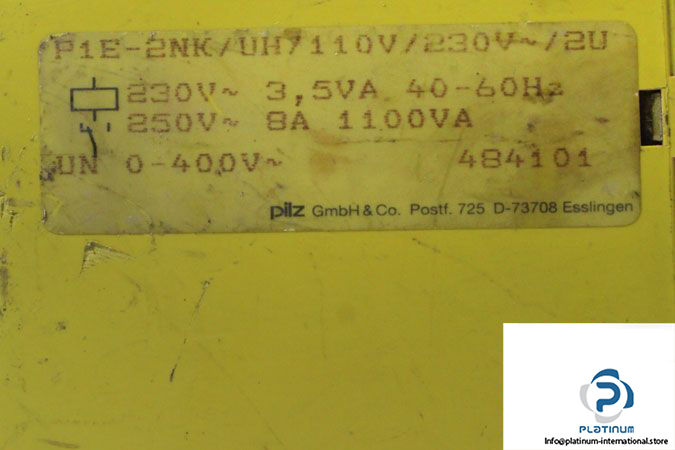 P1E-2NK/UH/110V/230V~/2U
230V~ 3,5VA 40-60Hz
250V~ 8A 1100VA
UN 0-400V~ 484101
pilz GmbH & Co. Postf. 725 D-73708 Esslingen
PLATINUM
Info@platinum-international.store